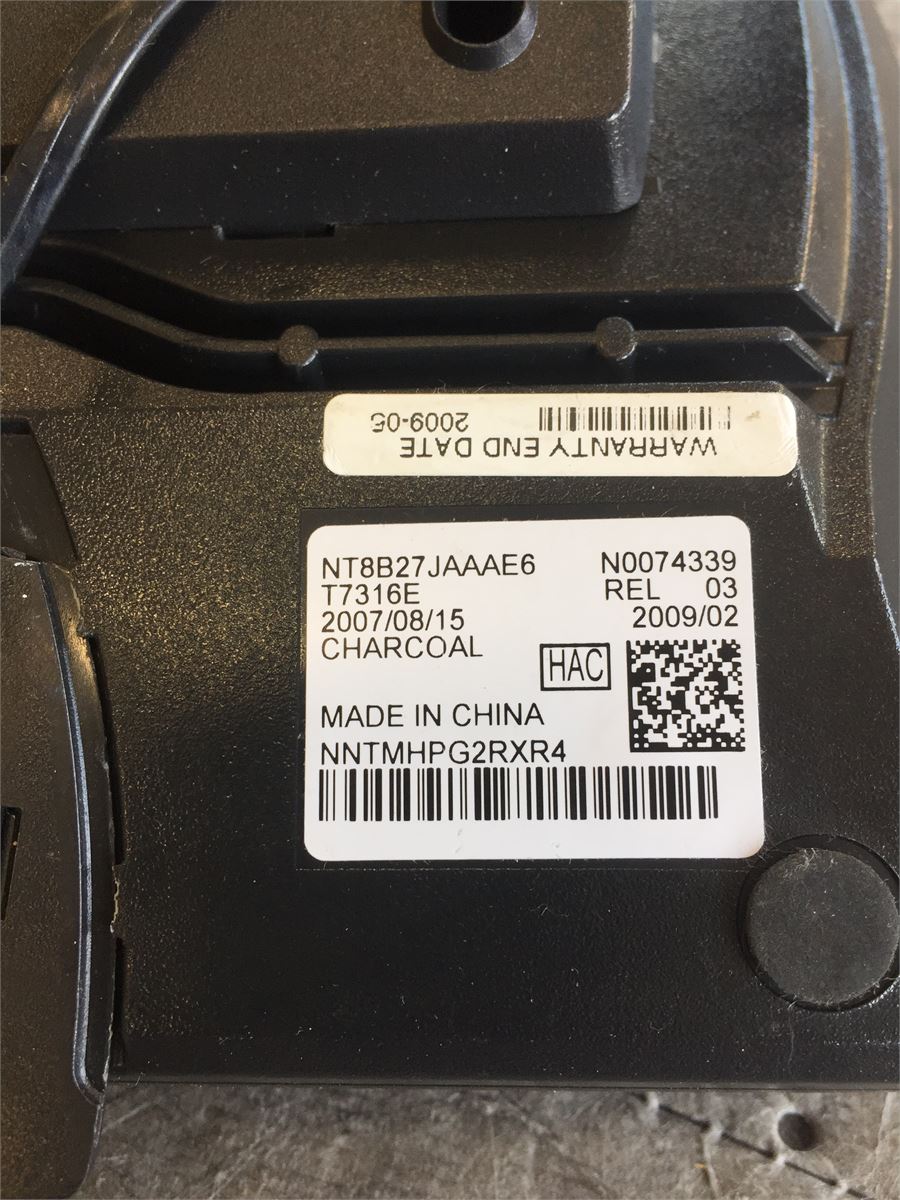 WARRANTY END DATE
2009-05
NT8B27JAAAE6 N0074339
T7316E REL 03
2007/08/15 2009/02
CHARCOAL
HAC
MADE IN CHINA
NNTMHPG2RXR4